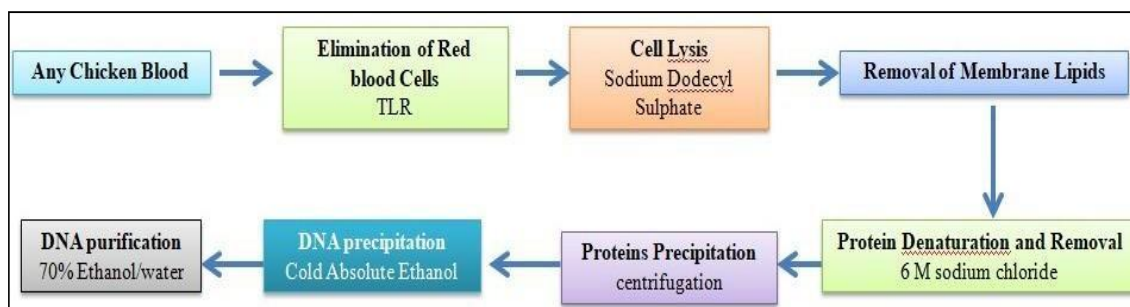 Any Chicken Blood
Elimination of Red
blood Cells
TLR
Cell Lysis
Sodium Dodecyl
Sulphate
Removal of Membrane Lipids
Protein Denaturation and Removal
6 M sodium chloride
Proteins Precipitation
centrifugation
DNA precipitation
Cold Absolute Ethanol
DNA purification
70% Ethanol/water